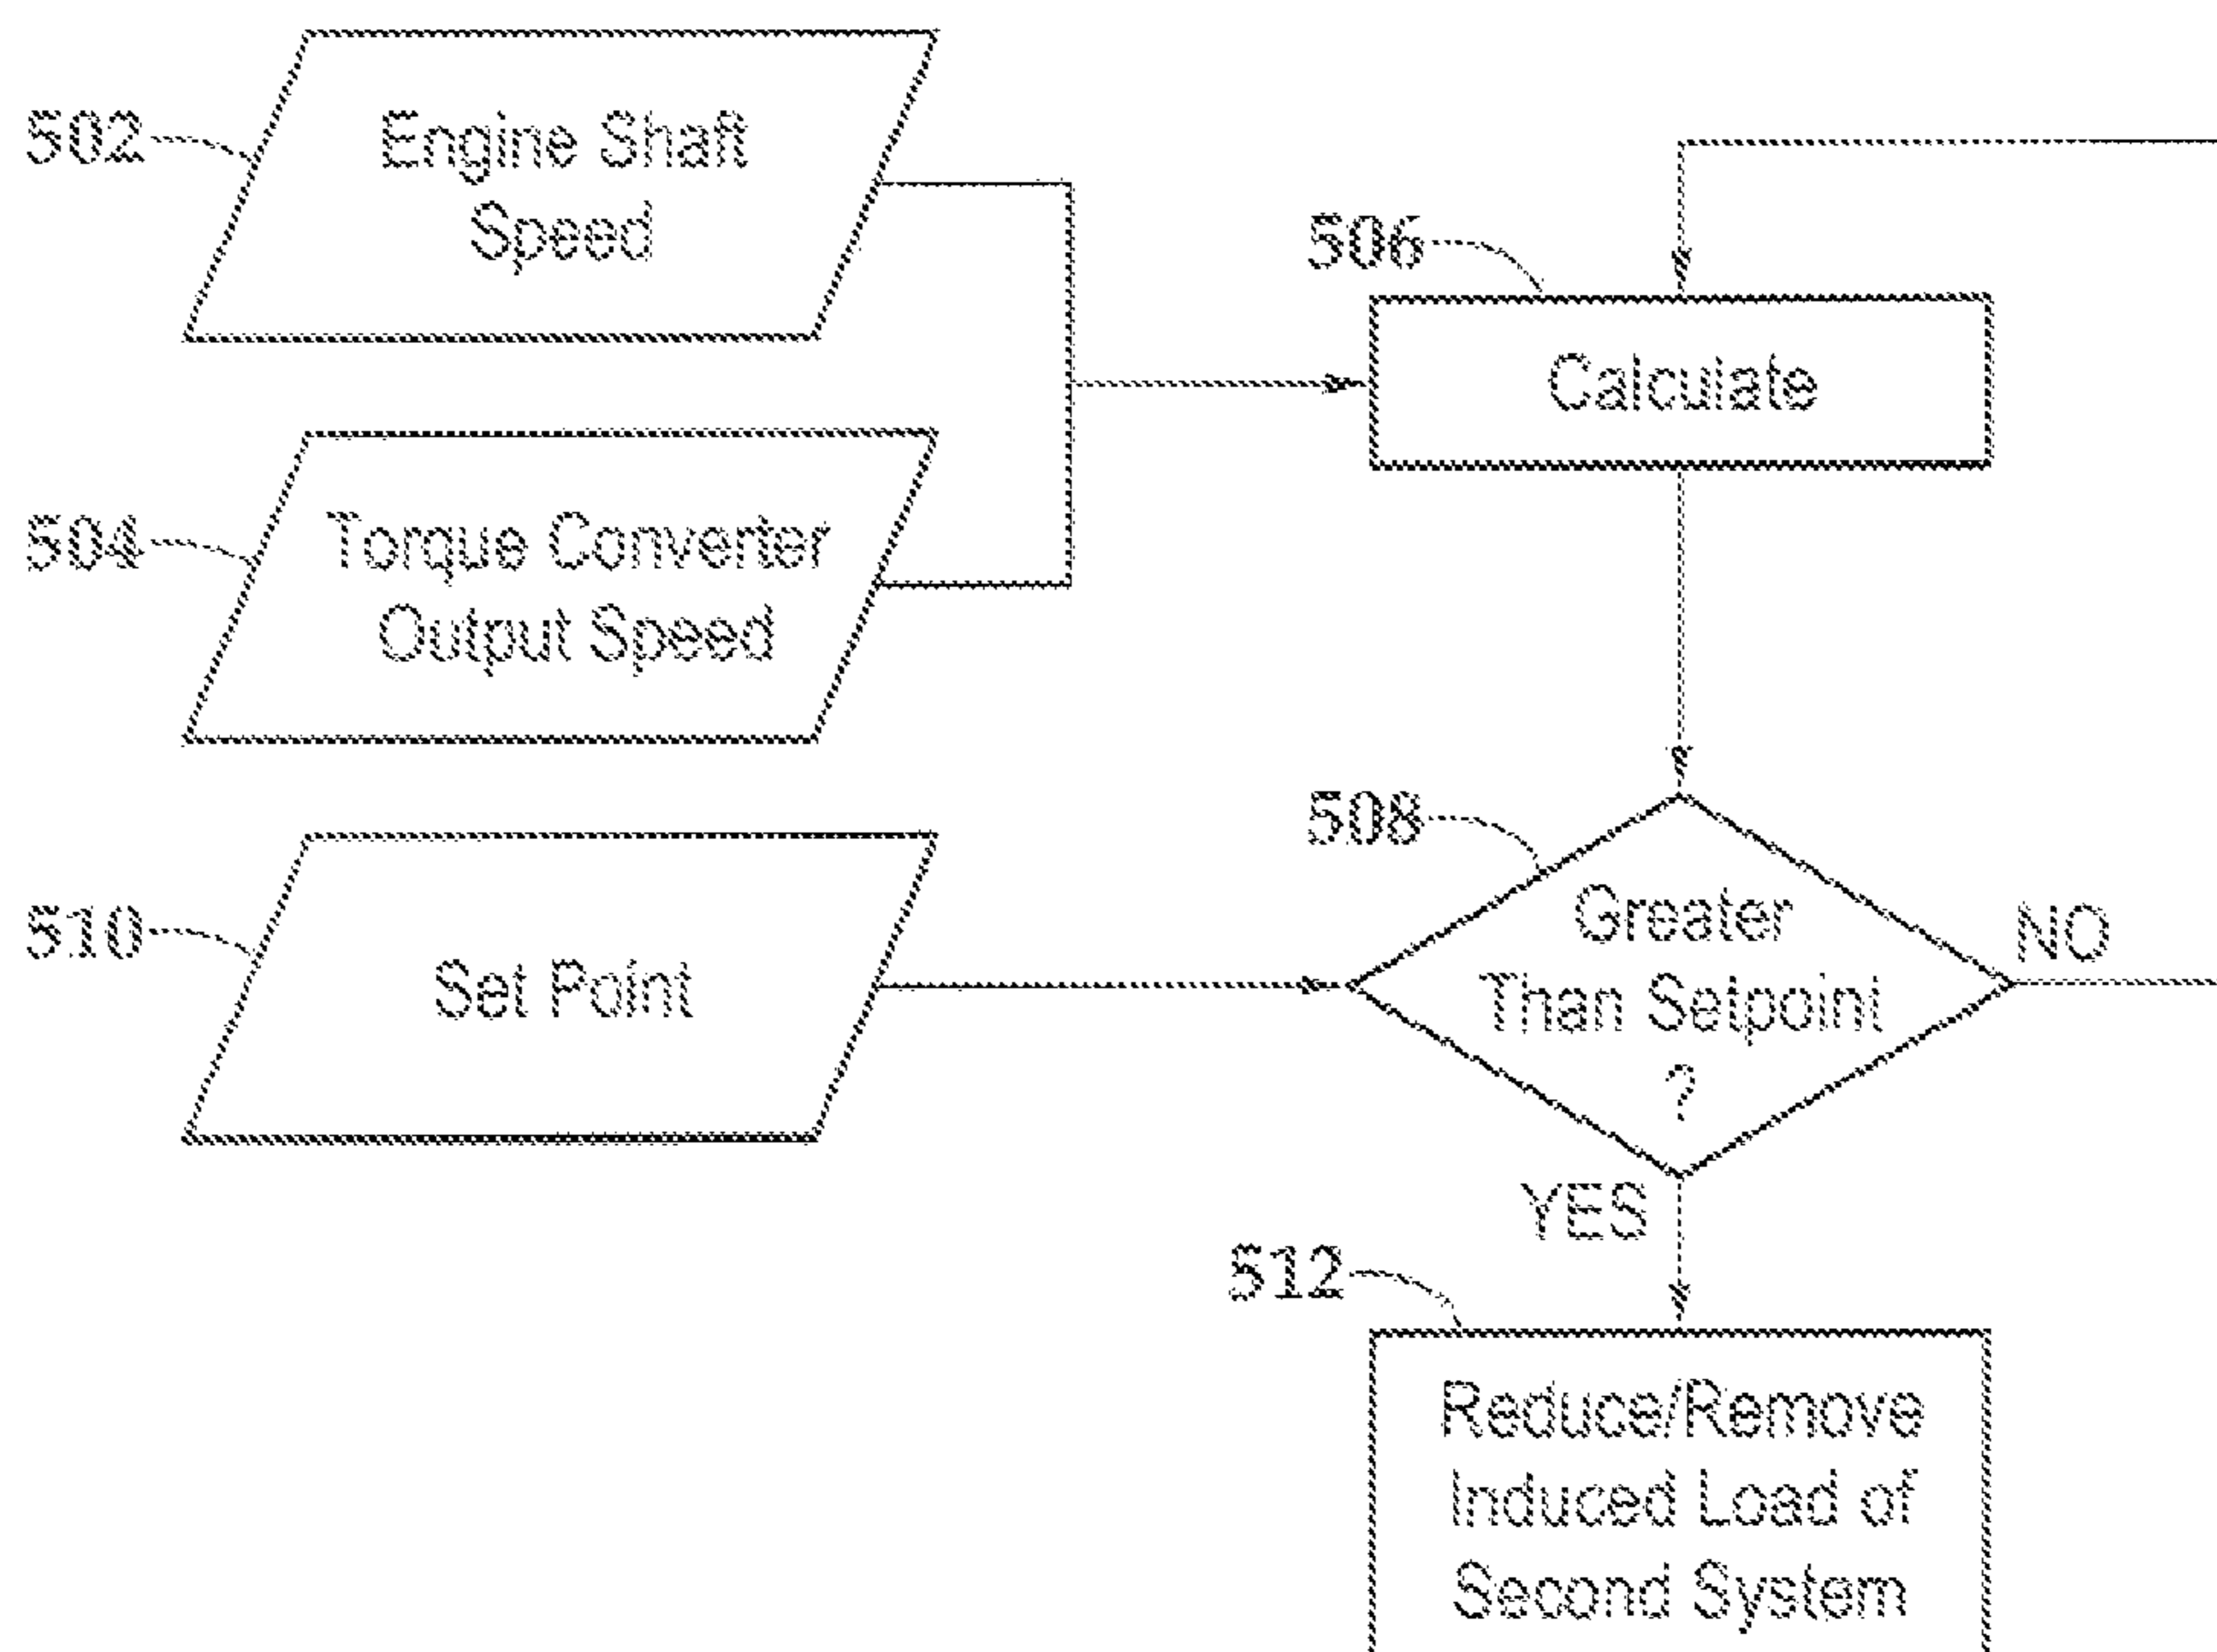 502
Engine Shaft
Speed
504
Torque Converter
Output Speed
510
Set Point
506
Calculate
508
Greater
Than Setpoint
?
NO
YES
512
Reduce/Remove
Induced Load of
Second System